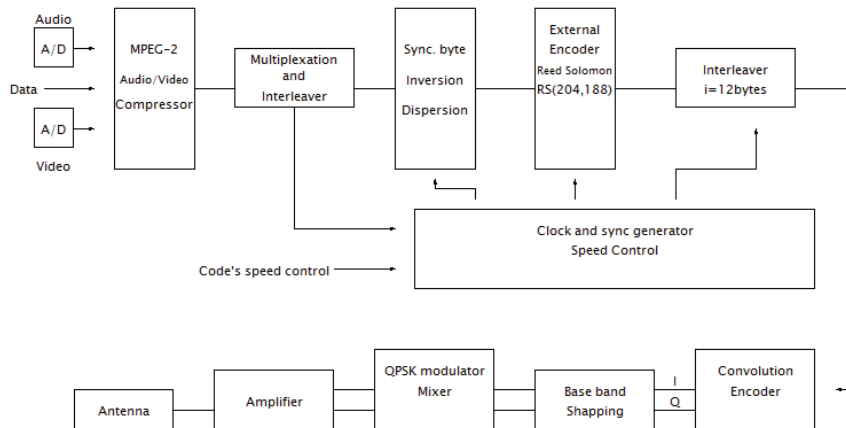 Audio
A/D
Data
A/D
Video
MPEG-2
Audio/Video
Compressor
Multiplexation
and
Interleaver
Sync. byte
Inversion
Dispersion
External
Encoder
Reed Solomon
RS(204,188)
Interleaver
i=12bytes
Clock and sync generator
Speed Control
Code's speed control
Antenna
Amplifier
QPSK modulator
Mixer
Base band
Shapping
I
Q
Convolution
Encoder